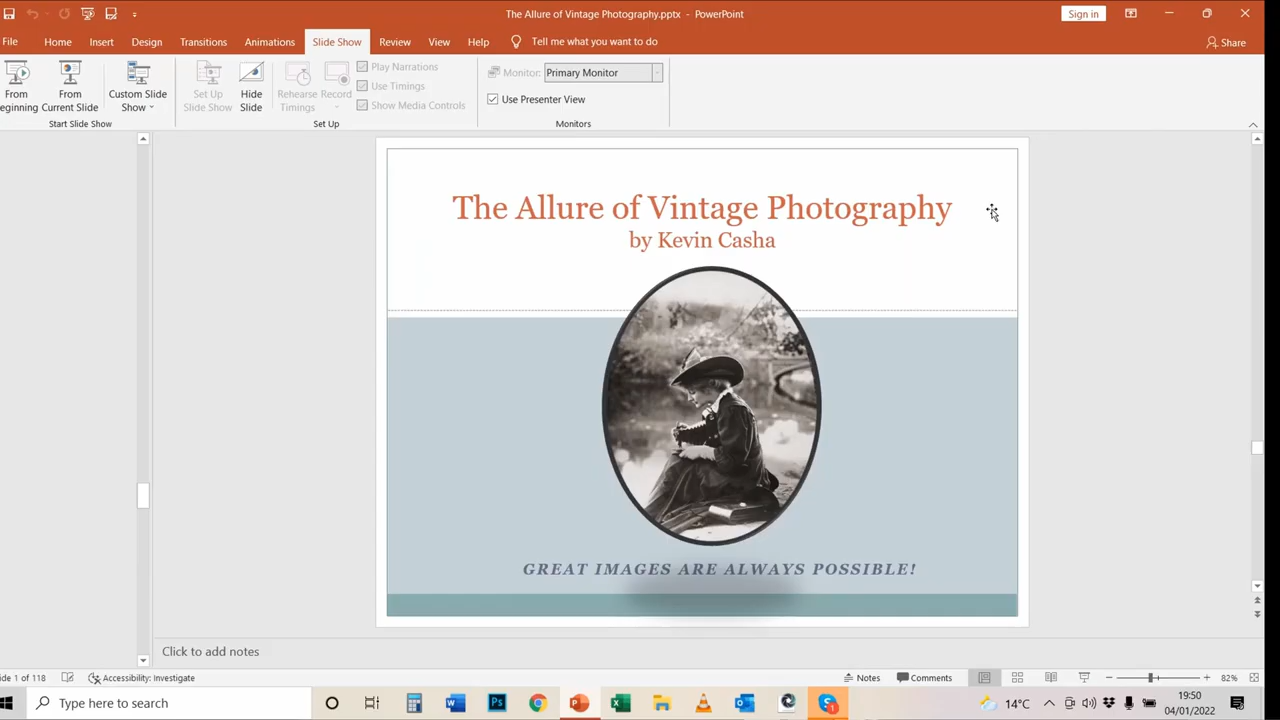 The Allure of Vintage Photography.pptx - PowerPoint
Sign in
File Home Insert Design Transitions Animations Slide Show Review View Help Tell me what you want to do Share
From eginning
From Current Slide
Custom Slide Show
Set Up Slide Show
Hide Slide
Rehearse Timings
Record
Play Narrations
Use Timings
Show Media Controls
Monitor: Primary Monitor
Use Presenter View
Start Slide Show
Set Up
Monitors
The Allure of Vintage Photography
by Kevin Casha
GREAT IMAGES ARE ALWAYS POSSIBLE!
Click to add notes
lide 1 of 118 Accessibility: Investigate Notes Comments 82%
Type here to search
14°C
19:50
04/01/2022